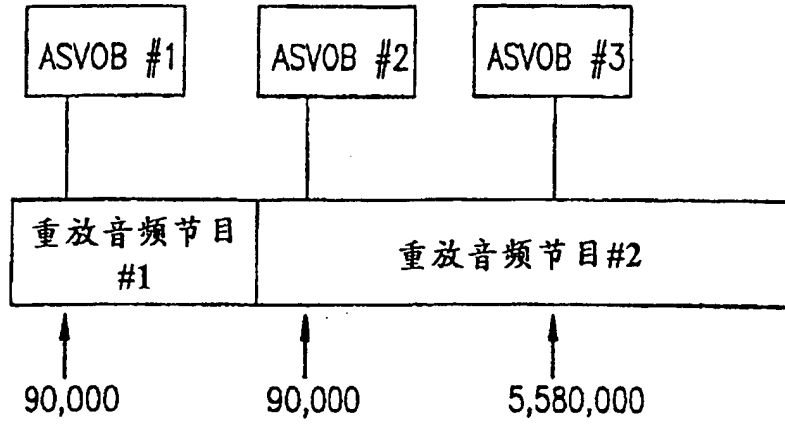 ASVOB #1
ASVOB #2
ASVOB #3
重放音频节目
#1
重放音频节目#2
90,000
90,000
5,580,000